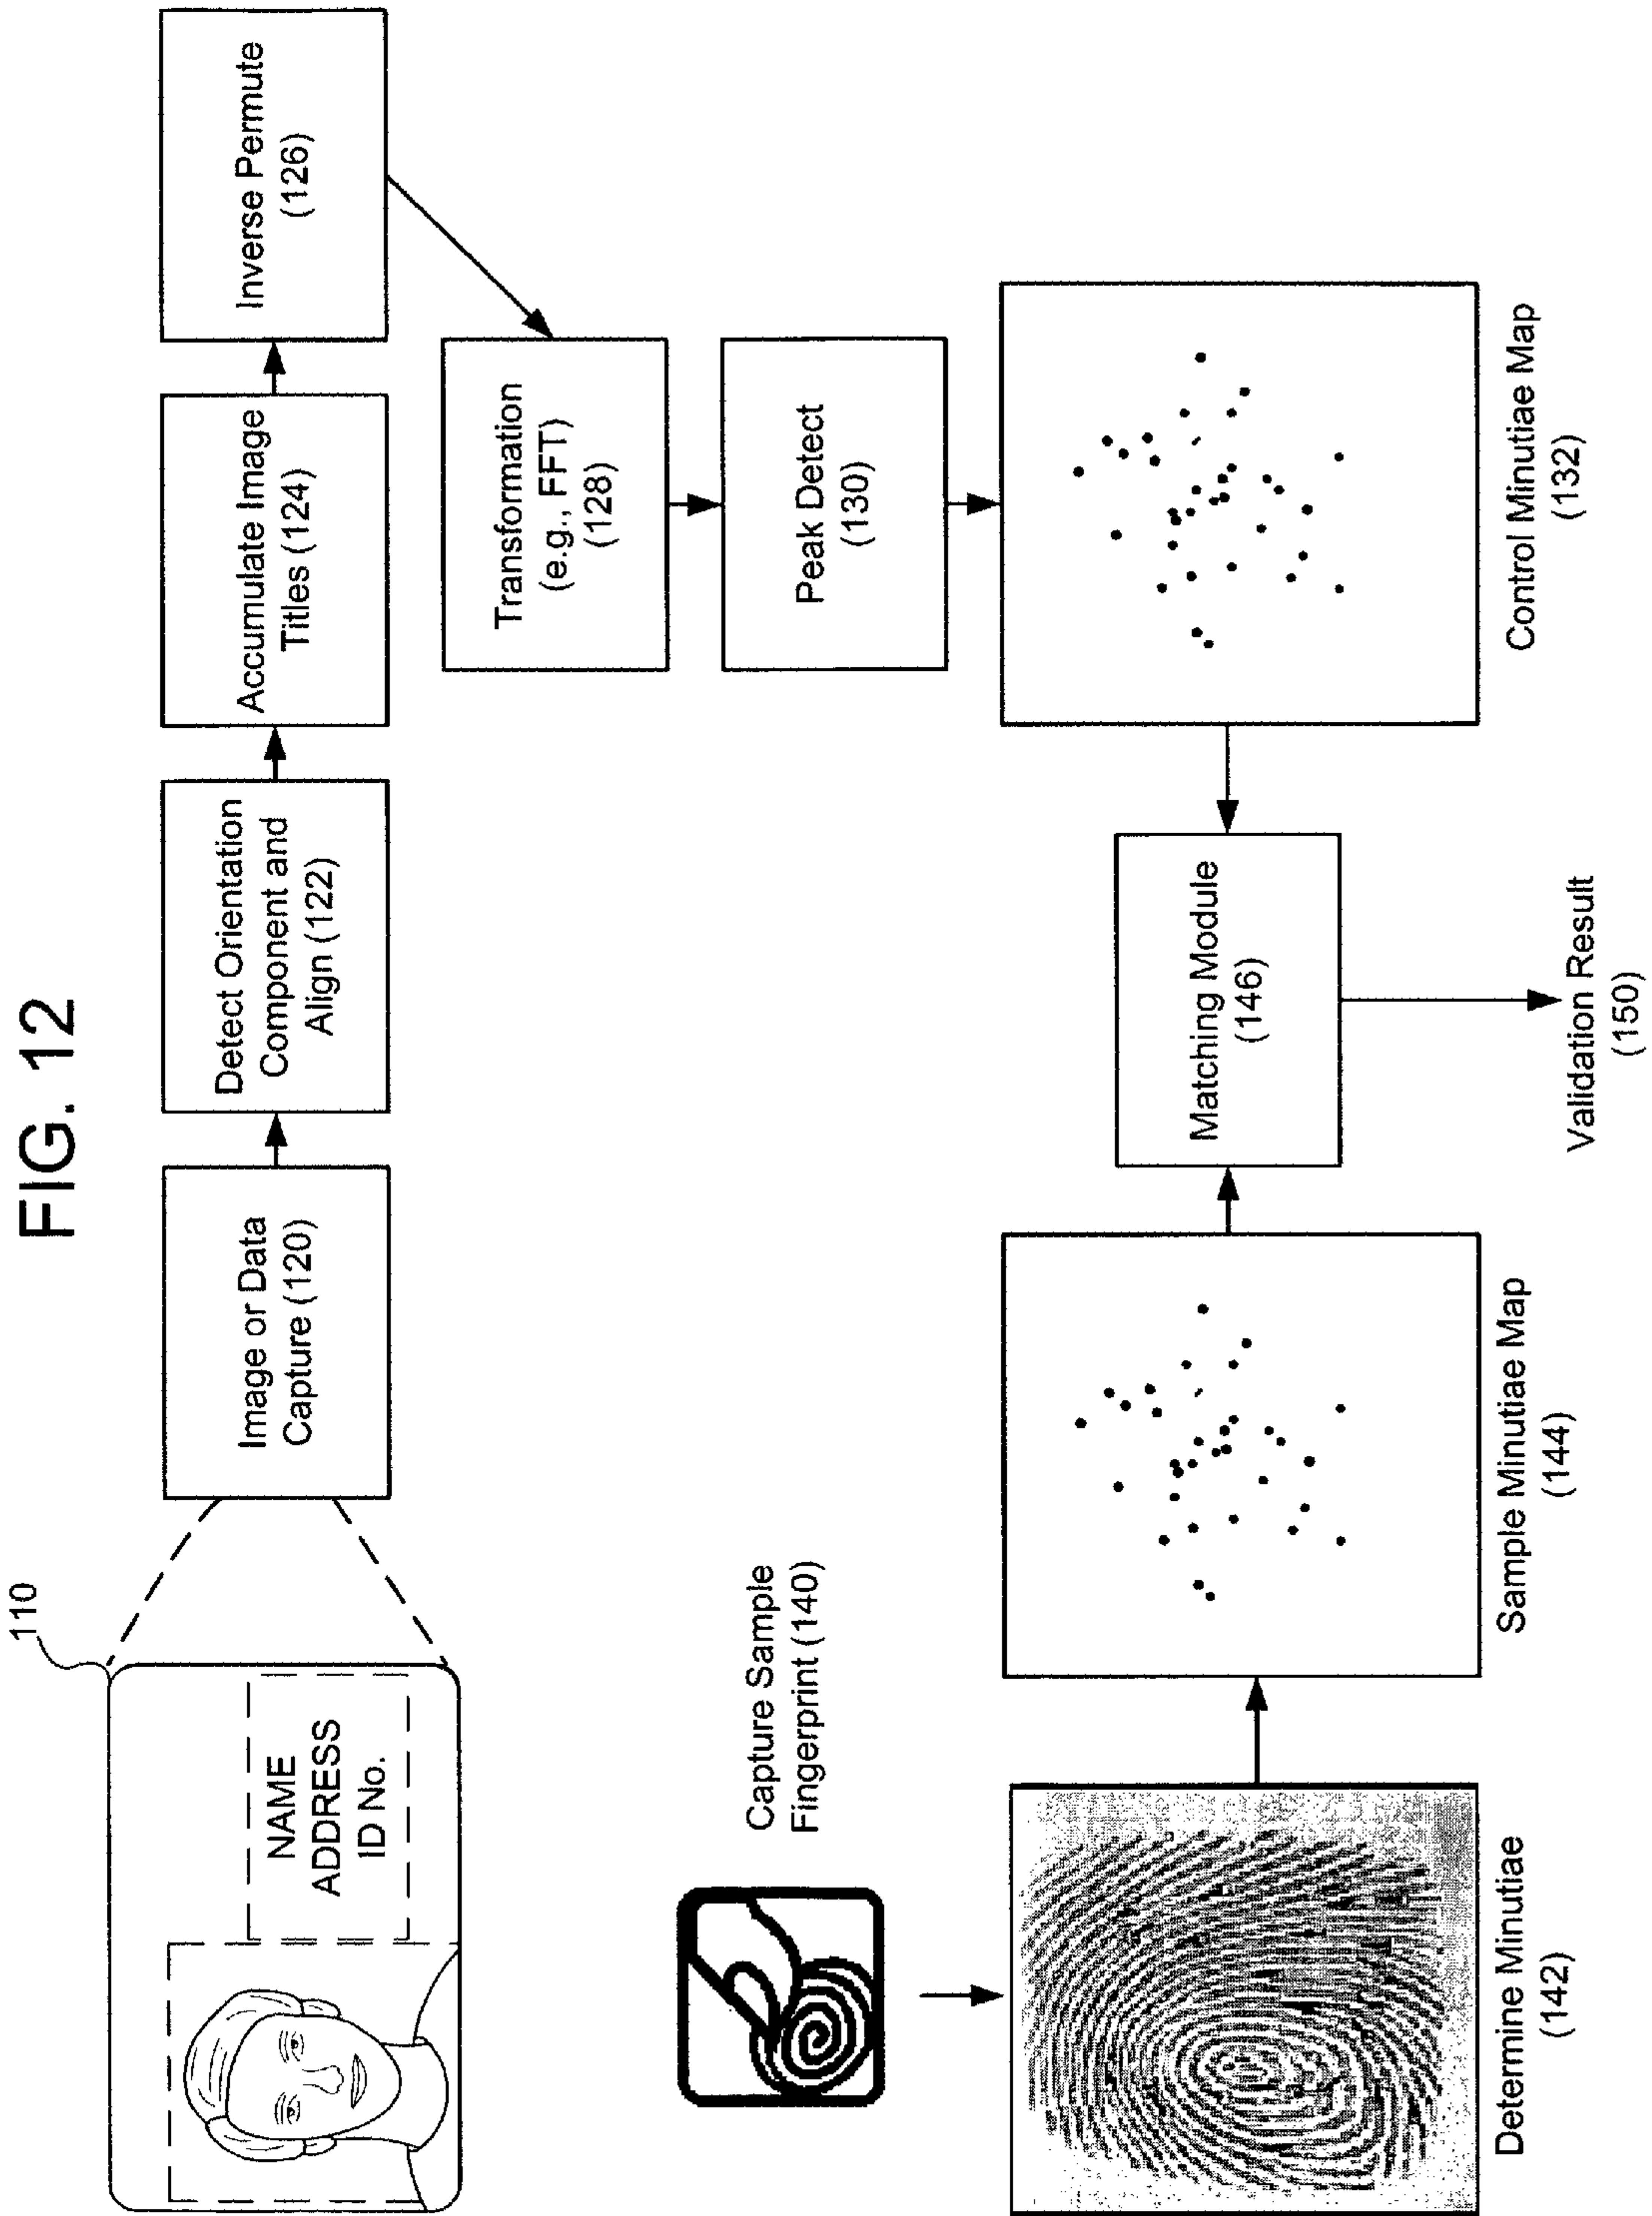 FIG. 12
110
NAME
ADDRESS
ID No.
Image or Data
Capture (120)
Detect Orientation
Component and
Align (122)
Accumulate Image
Titles (124)
Inverse Permute
(126)
Transformation
(e.g., FFT)
(128)
Peak Detect
(130)
Control Minutiae Map
(132)
Capture Sample
Fingerprint (140)
Determine Minutiae
(142)
Sample Minutiae Map
(144)
Matching Module
(146)
Validation Result
(150)